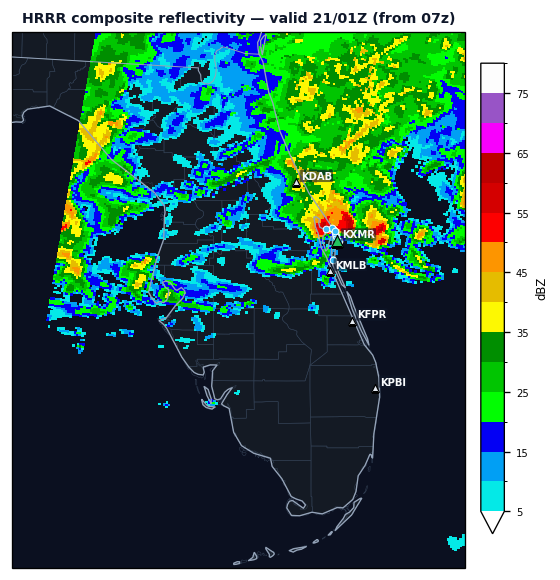 HRRR composite reflectivity — valid 21/01Z (from 07z)
KDAB
KXMR
KMLB
KFPR
KPBI
75
65
55
45
35
25
15
5
dBZ